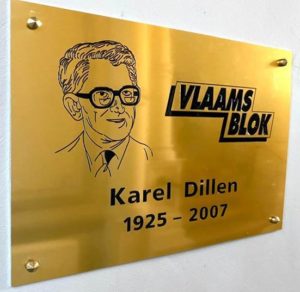 VLAAMS
BLOK
Karel Dillen
1925 – 2007